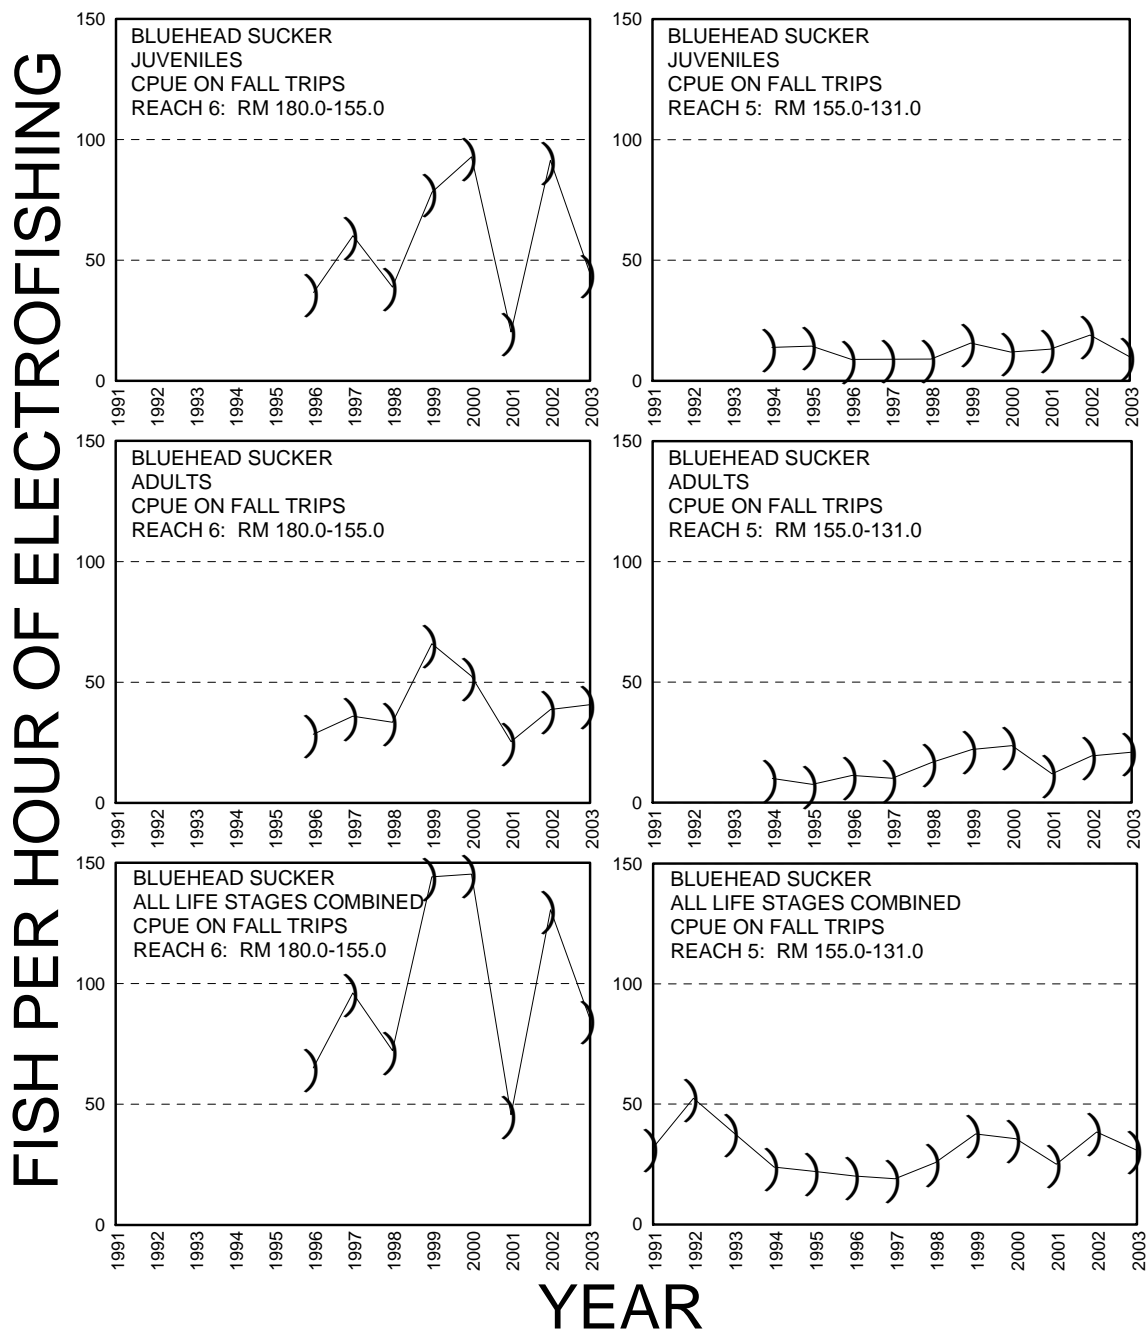 FISH PER HOUR OF ELECTROFISHING
150
100
50
0
BLUEHEAD SUCKER
JUVENILES
CPUE ON FALL TRIPS
REACH 6: RM 180.0-155.0
1991 1992 1993 1994 1995 1996 1997 1998 1999 2000 2001 2002 2003
150
100
50
0
BLUEHEAD SUCKER
JUVENILES
CPUE ON FALL TRIPS
REACH 5: RM 155.0-131.0
1991 1992 1993 1994 1995 1996 1997 1998 1999 2000 2001 2002 2003
150
100
50
0
BLUEHEAD SUCKER
ADULTS
CPUE ON FALL TRIPS
REACH 6: RM 180.0-155.0
1991 1992 1993 1994 1995 1996 1997 1998 1999 2000 2001 2002 2003
150
100
50
0
BLUEHEAD SUCKER
ADULTS
CPUE ON FALL TRIPS
REACH 5: RM 155.0-131.0
1991 1992 1993 1994 1995 1996 1997 1998 1999 2000 2001 2002 2003
150
100
50
0
BLUEHEAD SUCKER
ALL LIFE STAGES COMBINED
CPUE ON FALL TRIPS
REACH 6: RM 180.0-155.0
1991 1992 1993 1994 1995 1996 1997 1998 1999 2000 2001 2002 2003
150
100
50
0
BLUEHEAD SUCKER
ALL LIFE STAGES COMBINED
CPUE ON FALL TRIPS
REACH 5: RM 155.0-131.0
1991 1992 1993 1994 1995 1996 1997 1998 1999 2000 2001 2002 2003
YEAR